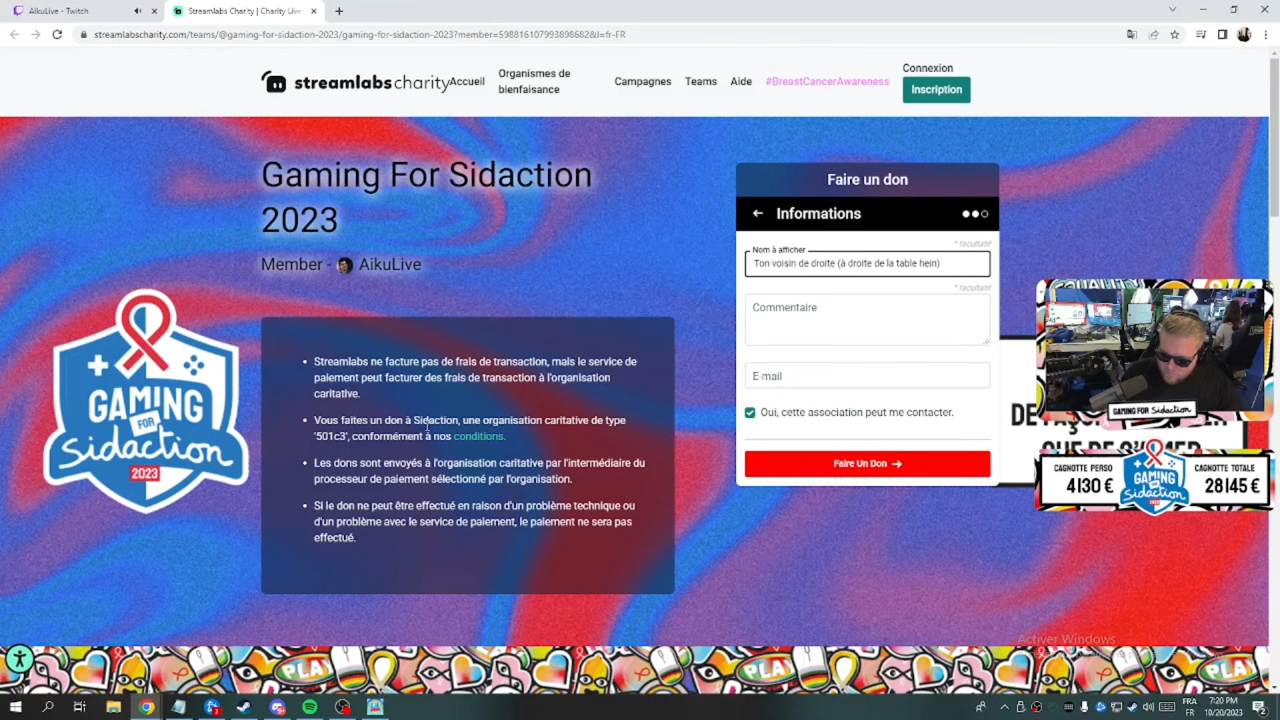 AikuLive - Twitch
Streamlabs Charity | Charity Live
streamlabscharity.com/teams/@gaming-for-sidaction-2023/gaming-for-sidaction-2023?member=598816107993898682&l=fr-FR
streamlabscharity
Accueil
Organismes de
bienfaisance
Campagnes
Teams
Aide
#BreastCancerAwareness
Connexion
Inscription
Gaming For Sidaction
2023
Member - AikuLive
GAMING
FOR
Sidaction
2023
• Streamlabs ne facture pas de frais de transaction, mais le service de
paiement peut facturer des frais de transaction à l'organisation
caritative.
• Vous faites un don à Sidaction, une organisation caritative de type
'501c3', conformément à nos conditions.
• Les dons sont envoyés à l'organisation caritative par l'intermédiaire du
processeur de paiement sélectionné par l'organisation.
• Si le don ne peut être effectué en raison d'un problème technique ou
d'un problème avec le service de paiement, le paiement ne sera pas
effectué.
Faire un don
Informations
* facultatif
Nom à afficher
Ton voisin de droite (à droite de la table hein)
* facultatif
Commentaire
E-mail
Oui, cette association peut me contacter.
Faire Un Don
GAMING FOR Sidaction
CAGNOTTE PERSO
4130 €
GAMING
FOR
Sidaction
CAGNOTTE TOTALE
28145 €
Activer Windows
PLAY
PLAY
PLAY
FRA
FR
7:20 PM
10/20/2023